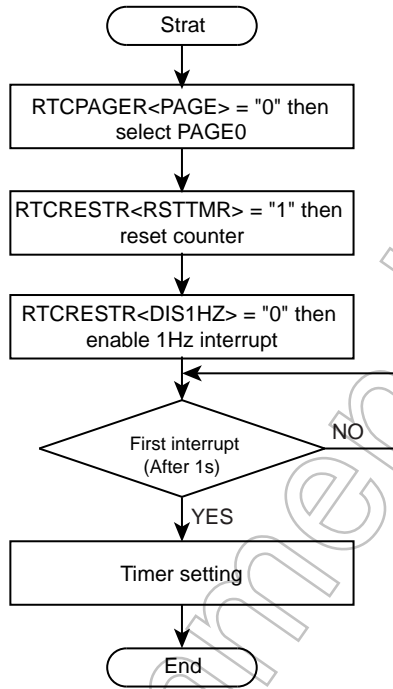 Strat
RTCPAGER<PAGE> = "0" then
select PAGE0
RTCRESTR<RSTTMR> = "1" then
reset counter
RTCRESTR<DIS1HZ> = "0" then
enable 1Hz interrupt
First interrupt
(After 1s)
NO
YES
Timer setting
End